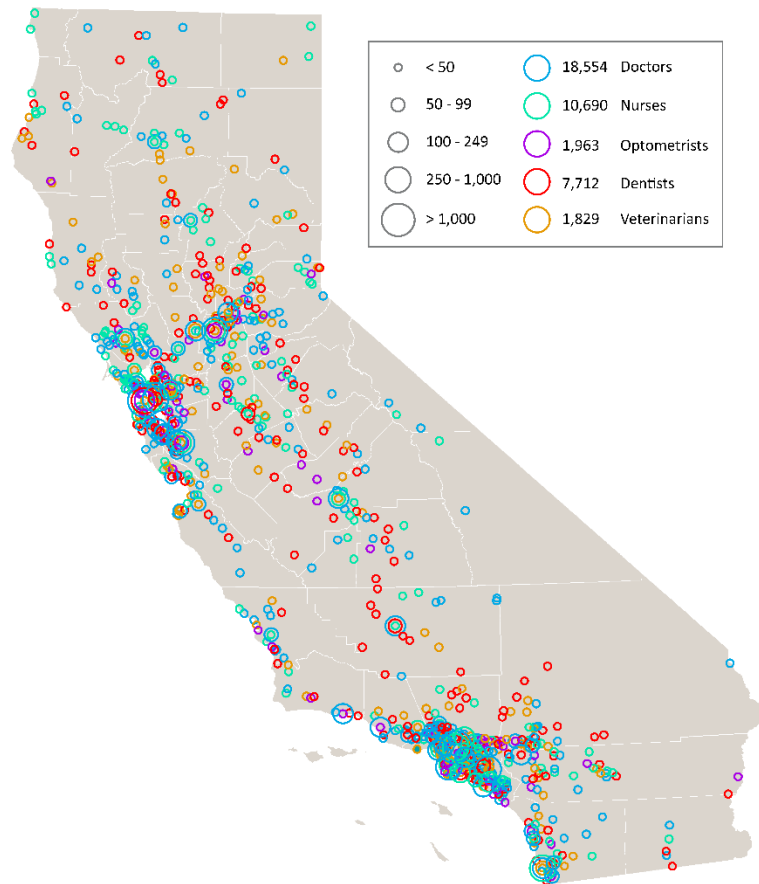 < 50 18,554 Doctors
50 - 99 10,690 Nurses
100 - 249 1,963 Optometrists
250 - 1,000 7,712 Dentists
> 1,000 1,829 Veterinarians